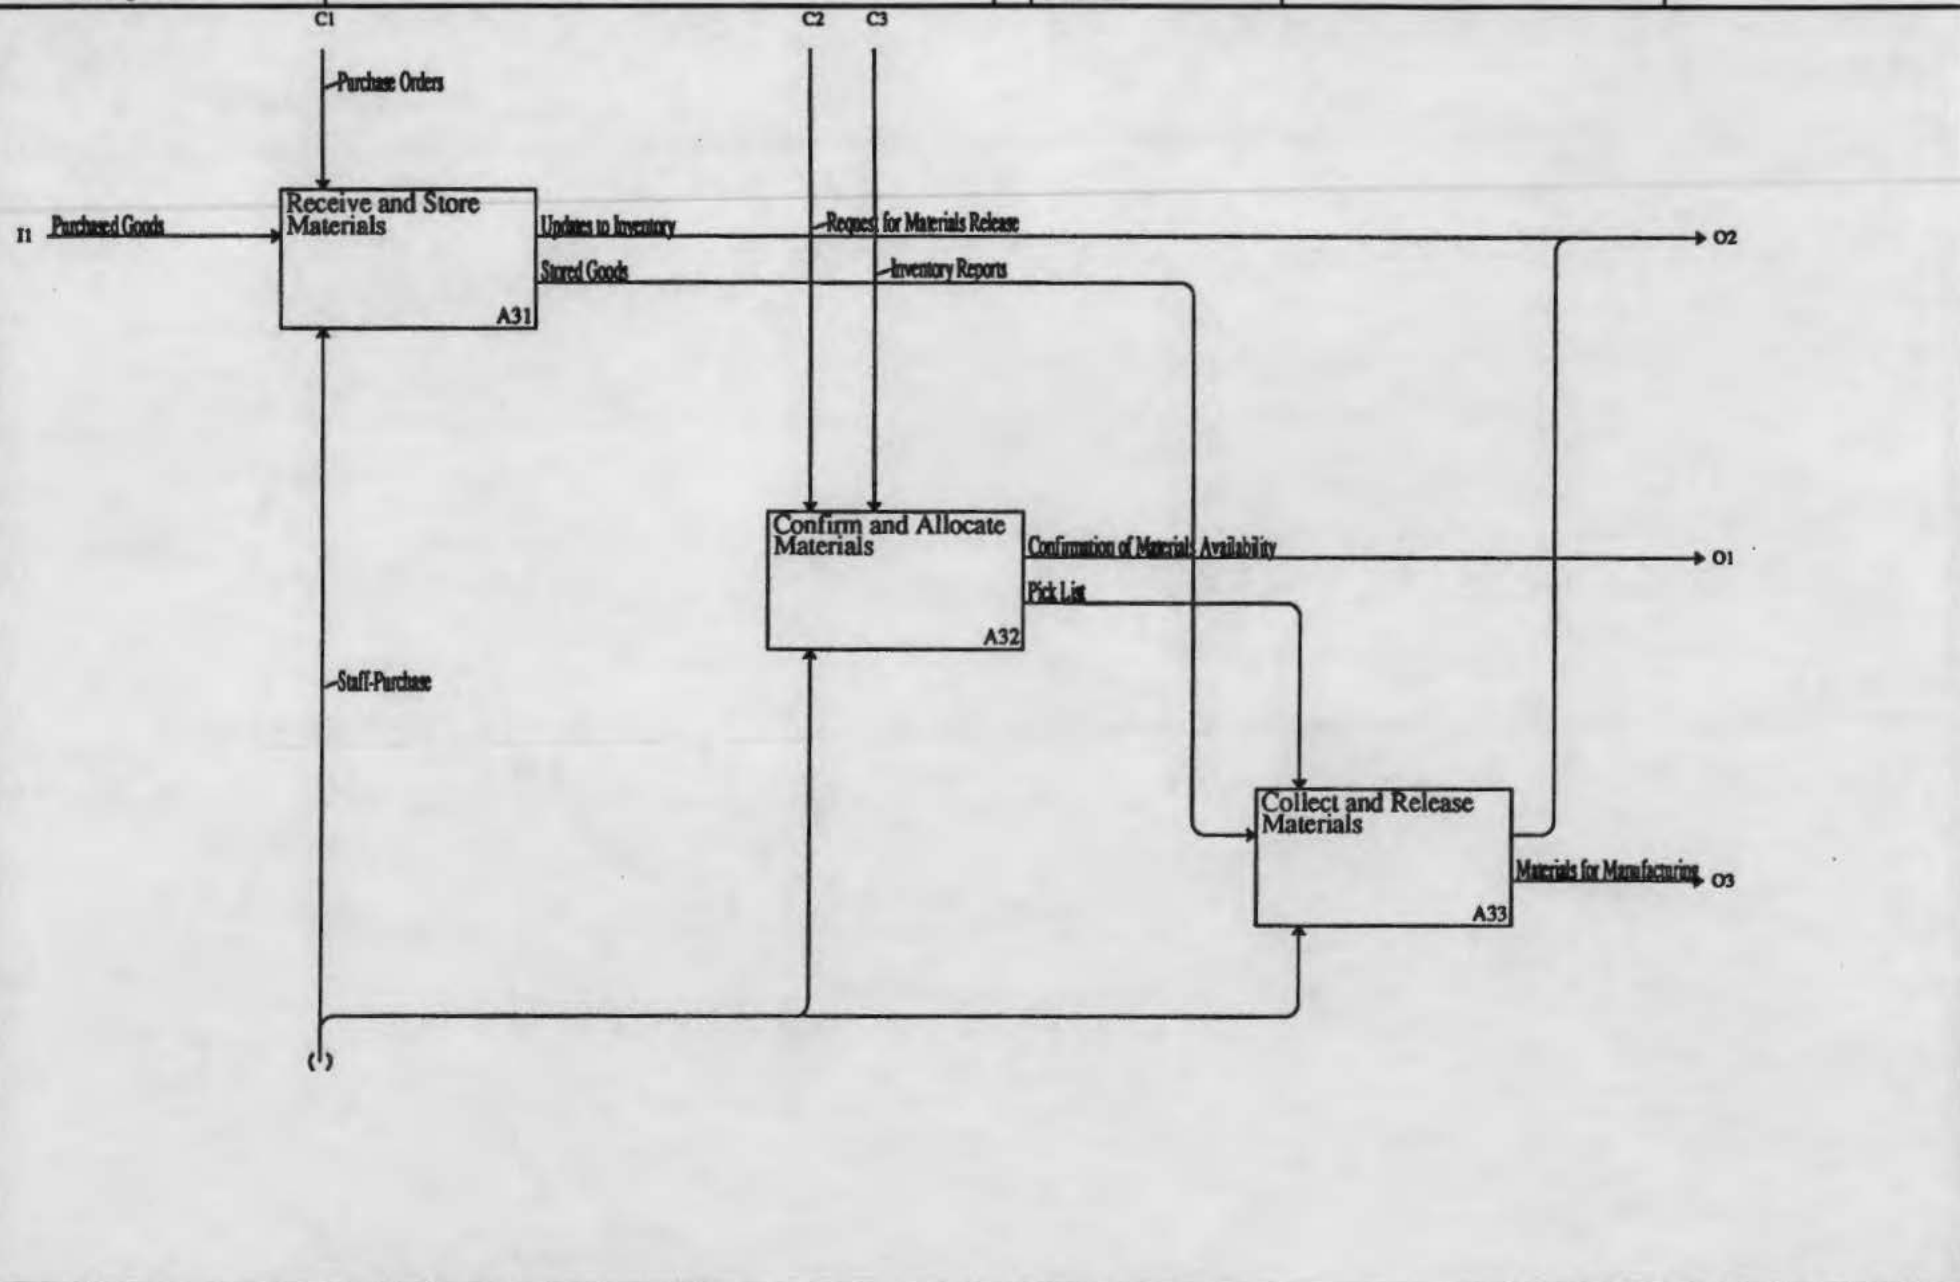 C1
C2
C3
Purchase Orders
Receive and Store
Materials
I1
Purchased Goods
Updates to Inventory
Request for Materials Release
O2
Stored Goods
Inventory Reports
A31
Confirm and Allocate
Materials
Confirmation of Materials Availability
O1
Pick List
A32
Staff-Purchase
Collect and Release
Materials
Materials for Manufacturing
O3
A33
( )